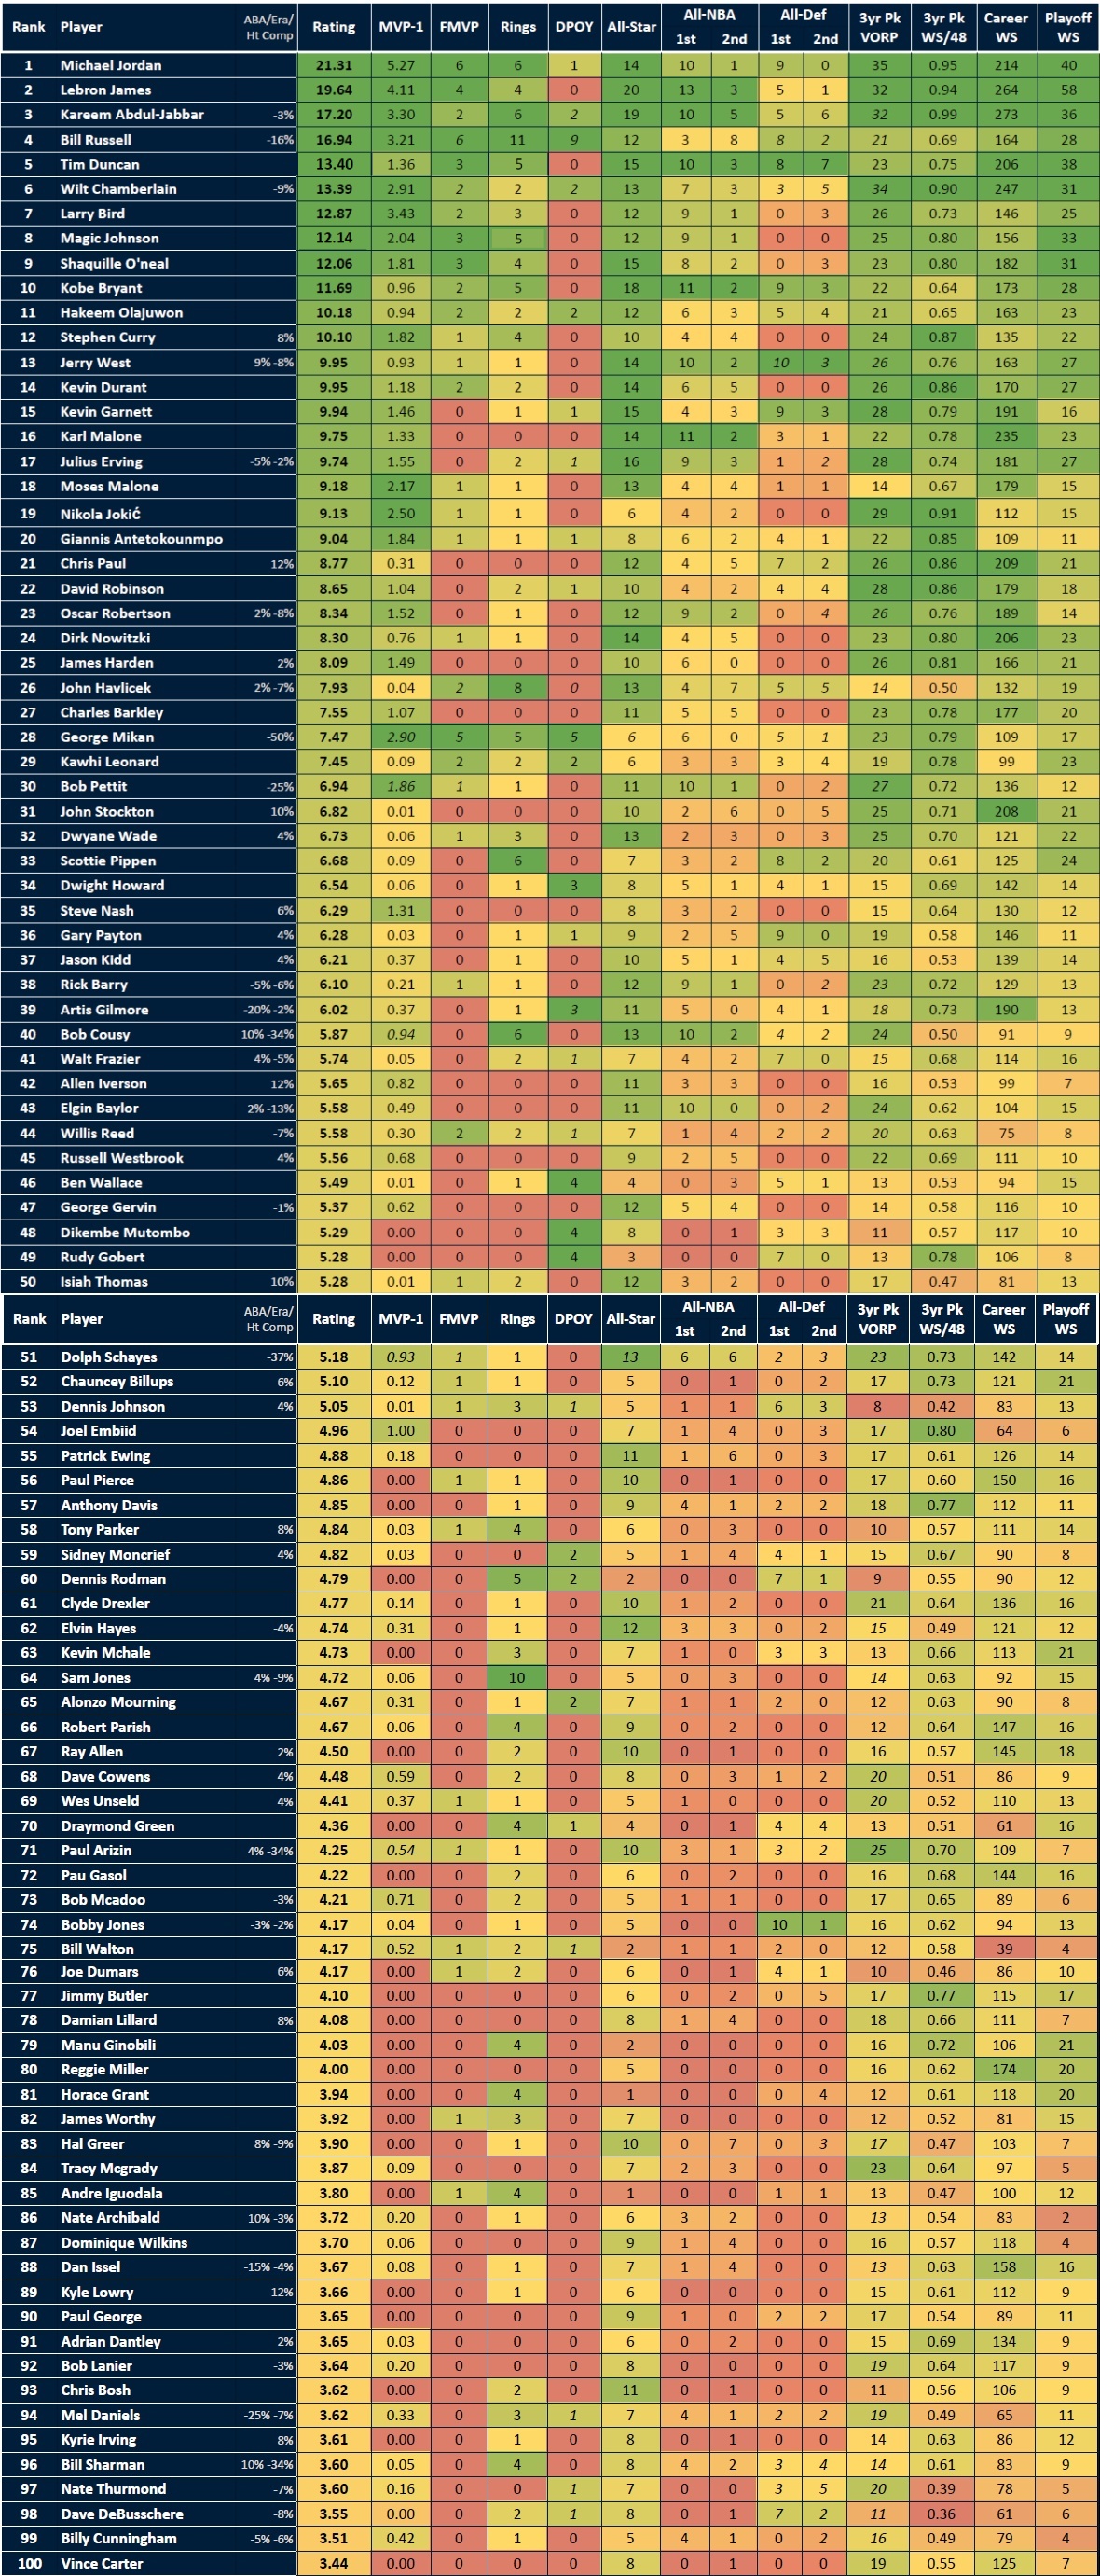 Rank Player ABA/Era/ Ht Comp Rating MVP-1 FMVP Rings DPOY All-Star All-NBA 1st 2nd All-Def 1st 2nd 3yr Pk VORP 3yr Pk WS/48 Career WS Playoff WS
1 Michael Jordan 21.31 5.27 6 6 1 14 10 1 9 0 35 0.95 214 40
2 Lebron James 19.64 4.11 4 4 0 20 13 3 5 1 32 0.94 264 58
3 Kareem Abdul-Jabbar -3% 17.20 3.30 2 6 2 19 10 5 5 6 32 0.99 273 36
4 Bill Russell -16% 16.94 3.21 6 11 9 12 3 8 8 2 21 0.69 164 28
5 Tim Duncan 13.40 1.36 3 5 0 15 10 3 8 7 23 0.75 206 38
6 Wilt Chamberlain -9% 13.39 2.91 2 2 2 13 7 3 3 5 34 0.90 247 31
7 Larry Bird 12.87 3.43 2 3 0 12 9 1 0 3 26 0.73 146 25
8 Magic Johnson 12.14 2.04 3 5 0 12 9 1 0 0 25 0.80 156 33
9 Shaquille O'neal 12.06 1.81 3 4 0 15 8 2 0 3 23 0.80 182 31
10 Kobe Bryant 11.69 0.96 2 5 0 18 11 2 9 3 22 0.64 173 28
11 Hakeem Olajuwon 10.18 0.94 2 2 2 12 6 3 5 4 21 0.65 163 23
12 Stephen Curry 8% 10.10 1.82 1 4 0 10 4 4 0 0 24 0.87 135 22
13 Jerry West 9% -8% 9.95 0.93 1 1 0 14 10 2 10 3 26 0.76 163 27
14 Kevin Durant 9.95 1.18 2 2 0 14 6 5 0 0 26 0.86 170 27
15 Kevin Garnett 9.94 1.46 0 1 1 15 4 3 9 3 28 0.79 191 16
16 Karl Malone 9.75 1.33 0 0 0 14 11 2 3 1 22 0.78 235 23
17 Julius Erving -5% -2% 9.74 1.55 0 2 1 16 9 3 1 2 28 0.74 181 27
18 Moses Malone 9.18 2.17 1 1 0 13 4 4 1 1 14 0.67 179 15
19 Nikola Jokić 9.13 2.50 1 1 0 6 4 2 0 0 29 0.91 112 15
20 Giannis Antetokounmpo 9.04 1.84 1 1 1 8 6 2 4 1 22 0.85 109 11
21 Chris Paul 12% 8.77 0.31 0 0 0 12 4 5 7 2 26 0.86 209 21
22 David Robinson 8.65 1.04 0 2 1 10 4 2 4 4 28 0.86 179 18
23 Oscar Robertson 2% -8% 8.34 1.52 0 1 0 12 9 2 0 4 26 0.76 189 14
24 Dirk Nowitzki 8.30 0.76 1 1 0 14 4 5 0 0 23 0.80 206 23
25 James Harden 2% 8.09 1.49 0 0 0 10 6 0 0 0 26 0.81 166 21
26 John Havlicek 2% -7% 7.93 0.04 2 8 0 13 4 7 5 5 14 0.50 132 19
27 Charles Barkley 7.55 1.07 0 0 0 11 5 5 0 0 23 0.78 177 20
28 George Mikan -50% 7.47 2.90 5 5 5 6 6 0 5 1 23 0.79 109 17
29 Kawhi Leonard 7.45 0.09 2 2 2 6 3 3 3 4 19 0.78 99 23
30 Bob Pettit -25% 6.94 1.86 1 1 0 11 10 1 0 2 27 0.72 136 12
31 John Stockton 10% 6.82 0.01 0 0 0 10 2 6 0 5 25 0.71 208 21
32 Dwyane Wade 4% 6.73 0.06 1 3 0 13 2 3 0 3 25 0.70 121 22
33 Scottie Pippen 6.68 0.09 0 6 0 7 3 2 8 2 20 0.61 125 24
34 Dwight Howard 6.54 0.06 0 1 3 8 5 1 4 1 15 0.69 142 14
35 Steve Nash 6% 6.29 1.31 0 0 0 8 3 2 0 0 15 0.64 130 12
36 Gary Payton 4% 6.28 0.03 0 1 1 9 2 5 9 0 19 0.58 146 11
37 Jason Kidd 4% 6.21 0.37 0 1 0 10 5 1 4 5 16 0.53 139 14
38 Rick Barry -5% -6% 6.10 0.21 1 1 0 12 9 1 0 2 23 0.72 129 13
39 Artis Gilmore -20% -2% 6.02 0.37 0 1 3 11 5 0 4 1 18 0.73 190 13
40 Bob Cousy 10% -34% 5.87 0.94 0 6 0 13 10 2 4 2 24 0.50 91 9
41 Walt Frazier 4% -5% 5.74 0.05 0 2 1 7 4 2 7 0 15 0.68 114 16
42 Allen Iverson 12% 5.65 0.82 0 0 0 11 3 3 0 0 16 0.53 99 7
43 Elgin Baylor 2% -13% 5.58 0.49 0 0 0 11 10 0 0 2 24 0.62 104 15
44 Willis Reed -7% 5.58 0.30 2 2 1 7 1 4 2 2 20 0.63 75 8
45 Russell Westbrook 4% 5.56 0.68 0 0 0 9 2 5 0 0 22 0.69 111 10
46 Ben Wallace 5.49 0.01 0 1 4 4 0 3 5 1 13 0.53 94 15
47 George Gervin -1% 5.37 0.62 0 0 0 12 5 4 0 0 14 0.58 116 10
48 Dikembe Mutombo 5.29 0.00 0 0 4 8 0 1 3 3 11 0.57 117 10
49 Rudy Gobert 5.28 0.00 0 0 4 3 0 0 7 0 13 0.78 106 8
50 Isiah Thomas 10% 5.28 0.01 1 2 0 12 3 2 0 0 17 0.47 81 13
Rank Player ABA/Era/ Ht Comp Rating MVP-1 FMVP Rings DPOY All-Star All-NBA 1st 2nd All-Def 1st 2nd 3yr Pk VORP 3yr Pk WS/48 Career WS Playoff WS
51 Dolph Schayes -37% 5.18 0.93 1 1 0 13 6 6 2 3 23 0.73 142 14
52 Chauncey Billups 6% 5.10 0.12 1 1 0 5 0 1 0 2 17 0.73 121 21
53 Dennis Johnson 4% 5.05 0.01 1 3 1 5 1 1 6 3 8 0.42 83 13
54 Joel Embiid 4.96 1.00 0 0 0 7 1 4 0 3 17 0.80 64 6
55 Patrick Ewing 4.88 0.18 0 0 0 11 1 6 0 3 17 0.61 126 14
56 Paul Pierce 4.86 0.00 1 1 0 10 0 1 0 0 17 0.60 150 16
57 Anthony Davis 4.85 0.00 0 1 0 9 4 1 2 2 18 0.77 112 11
58 Tony Parker 8% 4.84 0.03 1 4 0 6 0 3 0 0 10 0.57 111 14
59 Sidney Moncrief 4% 4.82 0.03 0 0 2 5 1 4 4 1 15 0.67 90 8
60 Dennis Rodman 4.79 0.00 0 5 2 2 0 0 7 1 9 0.55 90 12
61 Clyde Drexler 4.77 0.14 0 1 0 10 1 2 0 0 21 0.64 136 16
62 Elvin Hayes -4% 4.74 0.31 0 1 0 12 3 3 0 2 15 0.49 121 12
63 Kevin Mchale 4.73 0.00 0 3 0 7 1 0 3 3 13 0.66 113 21
64 Sam Jones 4% -9% 4.72 0.06 0 10 0 5 0 3 0 0 14 0.63 92 15
65 Alonzo Mourning 4.67 0.31 0 1 2 7 1 1 2 0 12 0.63 90 8
66 Robert Parish 4.67 0.06 0 4 0 9 0 2 0 0 12 0.64 147 16
67 Ray Allen 2% 4.50 0.00 0 2 0 10 0 1 0 0 16 0.57 145 18
68 Dave Cowens 4% 4.48 0.59 0 2 0 8 0 3 1 2 20 0.51 86 9
69 Wes Unseld 4% 4.41 0.37 1 1 0 5 1 0 0 0 20 0.52 110 13
70 Draymond Green 4.36 0.00 0 4 1 4 0 1 4 4 13 0.51 61 16
71 Paul Arizin 4% -34% 4.25 0.54 1 1 0 10 3 1 3 2 25 0.70 109 7
72 Pau Gasol 4.22 0.00 0 2 0 6 0 2 0 0 16 0.68 144 16
73 Bob Mcadoo -3% 4.21 0.71 0 2 0 5 1 1 0 0 17 0.65 89 6
74 Bobby Jones -3% -2% 4.17 0.04 0 1 0 5 0 0 10 1 16 0.62 94 13
75 Bill Walton 4.17 0.52 1 2 1 2 1 1 2 0 12 0.58 39 4
76 Joe Dumars 6% 4.17 0.00 1 2 0 6 0 1 4 1 10 0.46 86 10
77 Jimmy Butler 4.10 0.00 0 0 0 6 0 2 0 5 17 0.77 115 17
78 Damian Lillard 8% 4.08 0.00 0 0 0 8 1 4 0 0 18 0.66 111 7
79 Manu Ginobili 4.03 0.00 0 4 0 2 0 0 0 0 16 0.72 106 21
80 Reggie Miller 4.00 0.00 0 0 0 5 0 0 0 0 16 0.62 174 20
81 Horace Grant 3.94 0.00 0 4 0 1 0 0 0 4 12 0.61 118 20
82 James Worthy 3.92 0.00 1 3 0 7 0 0 0 0 12 0.52 81 15
83 Hal Greer 8% -9% 3.90 0.00 0 1 0 10 0 7 0 3 17 0.47 103 7
84 Tracy Mcgrady 3.87 0.09 0 0 0 7 2 3 0 0 23 0.64 97 5
85 Andre Iguodala 3.80 0.00 1 4 0 1 0 0 1 1 13 0.47 100 12
86 Nate Archibald 10% -3% 3.72 0.20 0 1 0 6 3 2 0 0 13 0.54 83 2
87 Dominique Wilkins 3.70 0.06 0 0 0 9 1 4 0 0 16 0.57 118 4
88 Dan Issel -15% -4% 3.67 0.08 0 1 0 7 1 4 0 0 13 0.63 158 16
89 Kyle Lowry 12% 3.66 0.00 0 1 0 6 0 0 0 0 15 0.61 112 9
90 Paul George 3.65 0.00 0 0 0 9 1 0 2 2 17 0.54 89 11
91 Adrian Dantley 2% 3.65 0.03 0 0 0 6 0 2 0 0 15 0.69 134 9
92 Bob Lanier -3% 3.64 0.20 0 0 0 8 0 0 0 0 19 0.64 117 9
93 Chris Bosh 3.62 0.00 0 2 0 11 0 1 0 0 11 0.56 106 9
94 Mel Daniels -25% -7% 3.62 0.33 0 3 1 7 4 1 2 2 19 0.49 65 11
95 Kyrie Irving 8% 3.61 0.00 0 1 0 8 0 1 0 0 14 0.63 86 12
96 Bill Sharman 10% -34% 3.60 0.05 0 4 0 8 4 2 3 4 14 0.61 83 9
97 Nate Thurmond -7% 3.60 0.16 0 0 1 7 0 0 3 5 20 0.39 78 5
98 Dave DeBusschere -8% 3.55 0.00 0 2 1 8 0 1 7 2 11 0.36 61 6
99 Billy Cunningham -5% -6% 3.51 0.42 0 1 0 5 4 1 0 2 16 0.49 79 4
100 Vince Carter 3.44 0.00 0 0 0 8 0 1 0 0 19 0.55 125 7